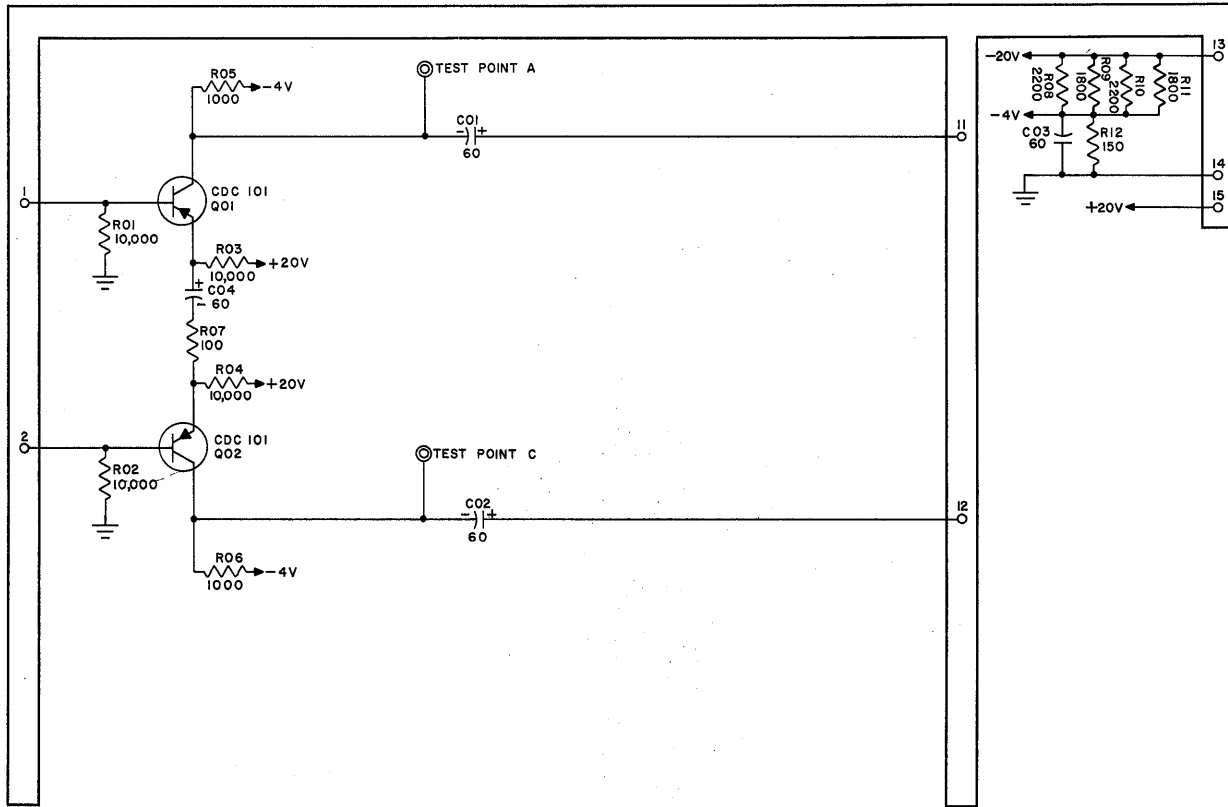 R05
1000
-4V
TEST POINT A
C01
- +
60
11
1
CDC 101
Q01
R01
10,000
R03
10,000
+20V
+
C04
- 60
R07
100
R04
10,000
+20V
2
CDC 101
Q02
R02
10,000
TEST POINT C
C02
- +
60
12
R06
1000
-4V
13
-20V
R08
2200
R09
1800
R10
2200
R11
1800
-4V
C03
60
R12
150
14
15
+20V